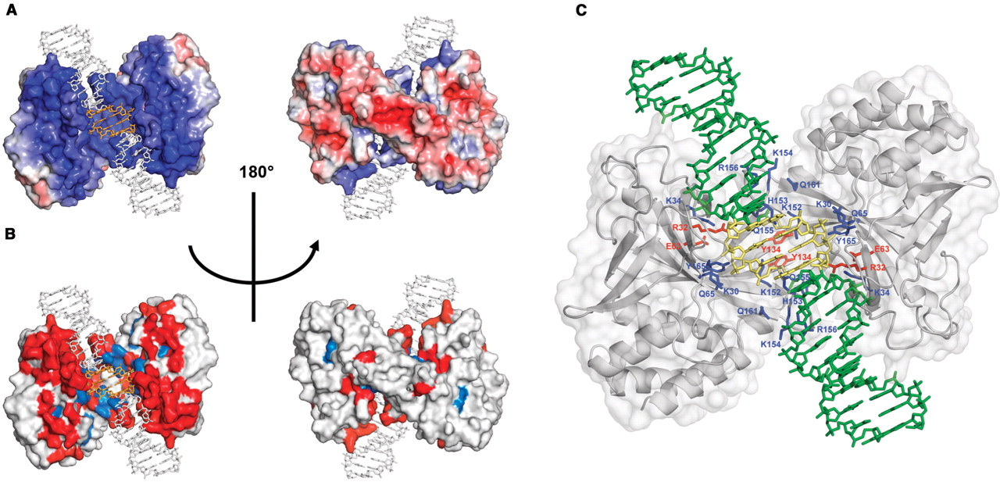 A
C
180°
B
K154
R156
Q161
K34
H153
K30
K152
Q65
R32
Q155
Y165
E63
Y134
E63
Y134
R32
Y165
Q155
K152
Q65
K30
K34
H153
Q161
R156
K154